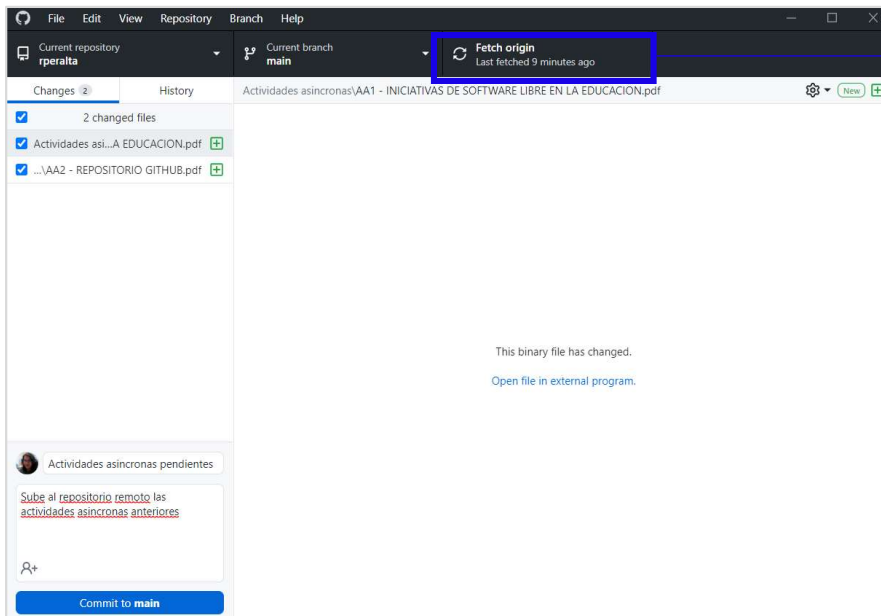 File Edit View Repository Branch Help
Current repository
rperalta
Current branch
main
Fetch origin
Last fetched 9 minutes ago
Changes 2 History
Actividades asincronas\AA1 - INICIATIVAS DE SOFTWARE LIBRE EN LA EDUCACION.pdf
New
2 changed files
Actividades asi...A EDUCACION.pdf
...\AA2 - REPOSITORIO GITHUB.pdf
This binary file has changed.
Open file in external program.
Actividades asincronas pendientes
Sube al repositorio remoto las
actividades asincronas anteriores
Commit to main